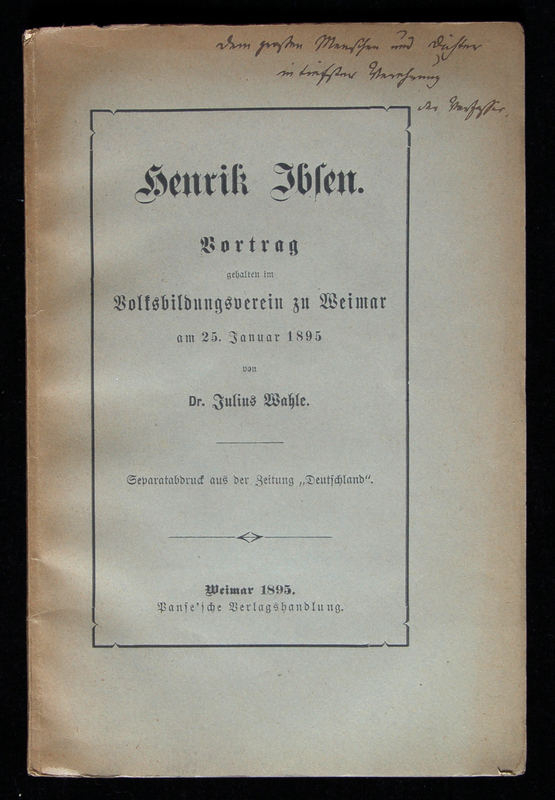 Dem großen Menschen und Dichter
in tiefster Verehrung
der Verfasser.
Henrik Ibſen.
Vortrag
gehalten im
Volksbildungsverein zu Weimar
am 25. Januar 1895
von
Dr. Julius Wahle.
Separatabdruck aus der Zeitung „Deutſchland“.
Weimar 1895.
Panſe'ſche Verlagshandlung.